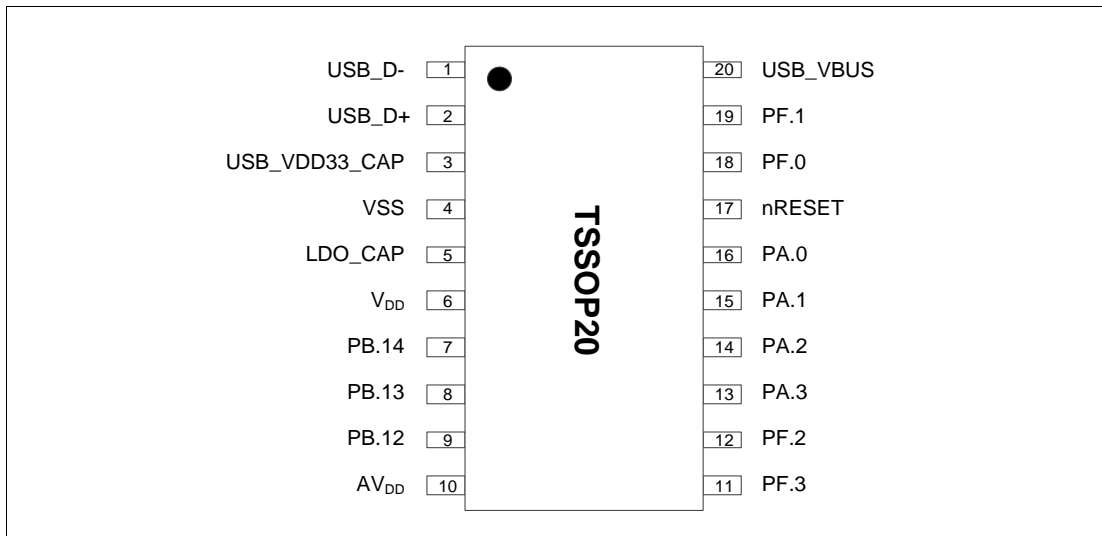 USB_D- 1 20 USB_VBUS
USB_D+ 2 19 PF.1
USB_VDD33_CAP 3 18 PF.0
VSS 4 17 nRESET
LDO_CAP 5 16 PA.0
VDD 6 15 PA.1
PB.14 7 14 PA.2
PB.13 8 13 PA.3
PB.12 9 12 PF.2
AVDD 10 11 PF.3
TSSOP20